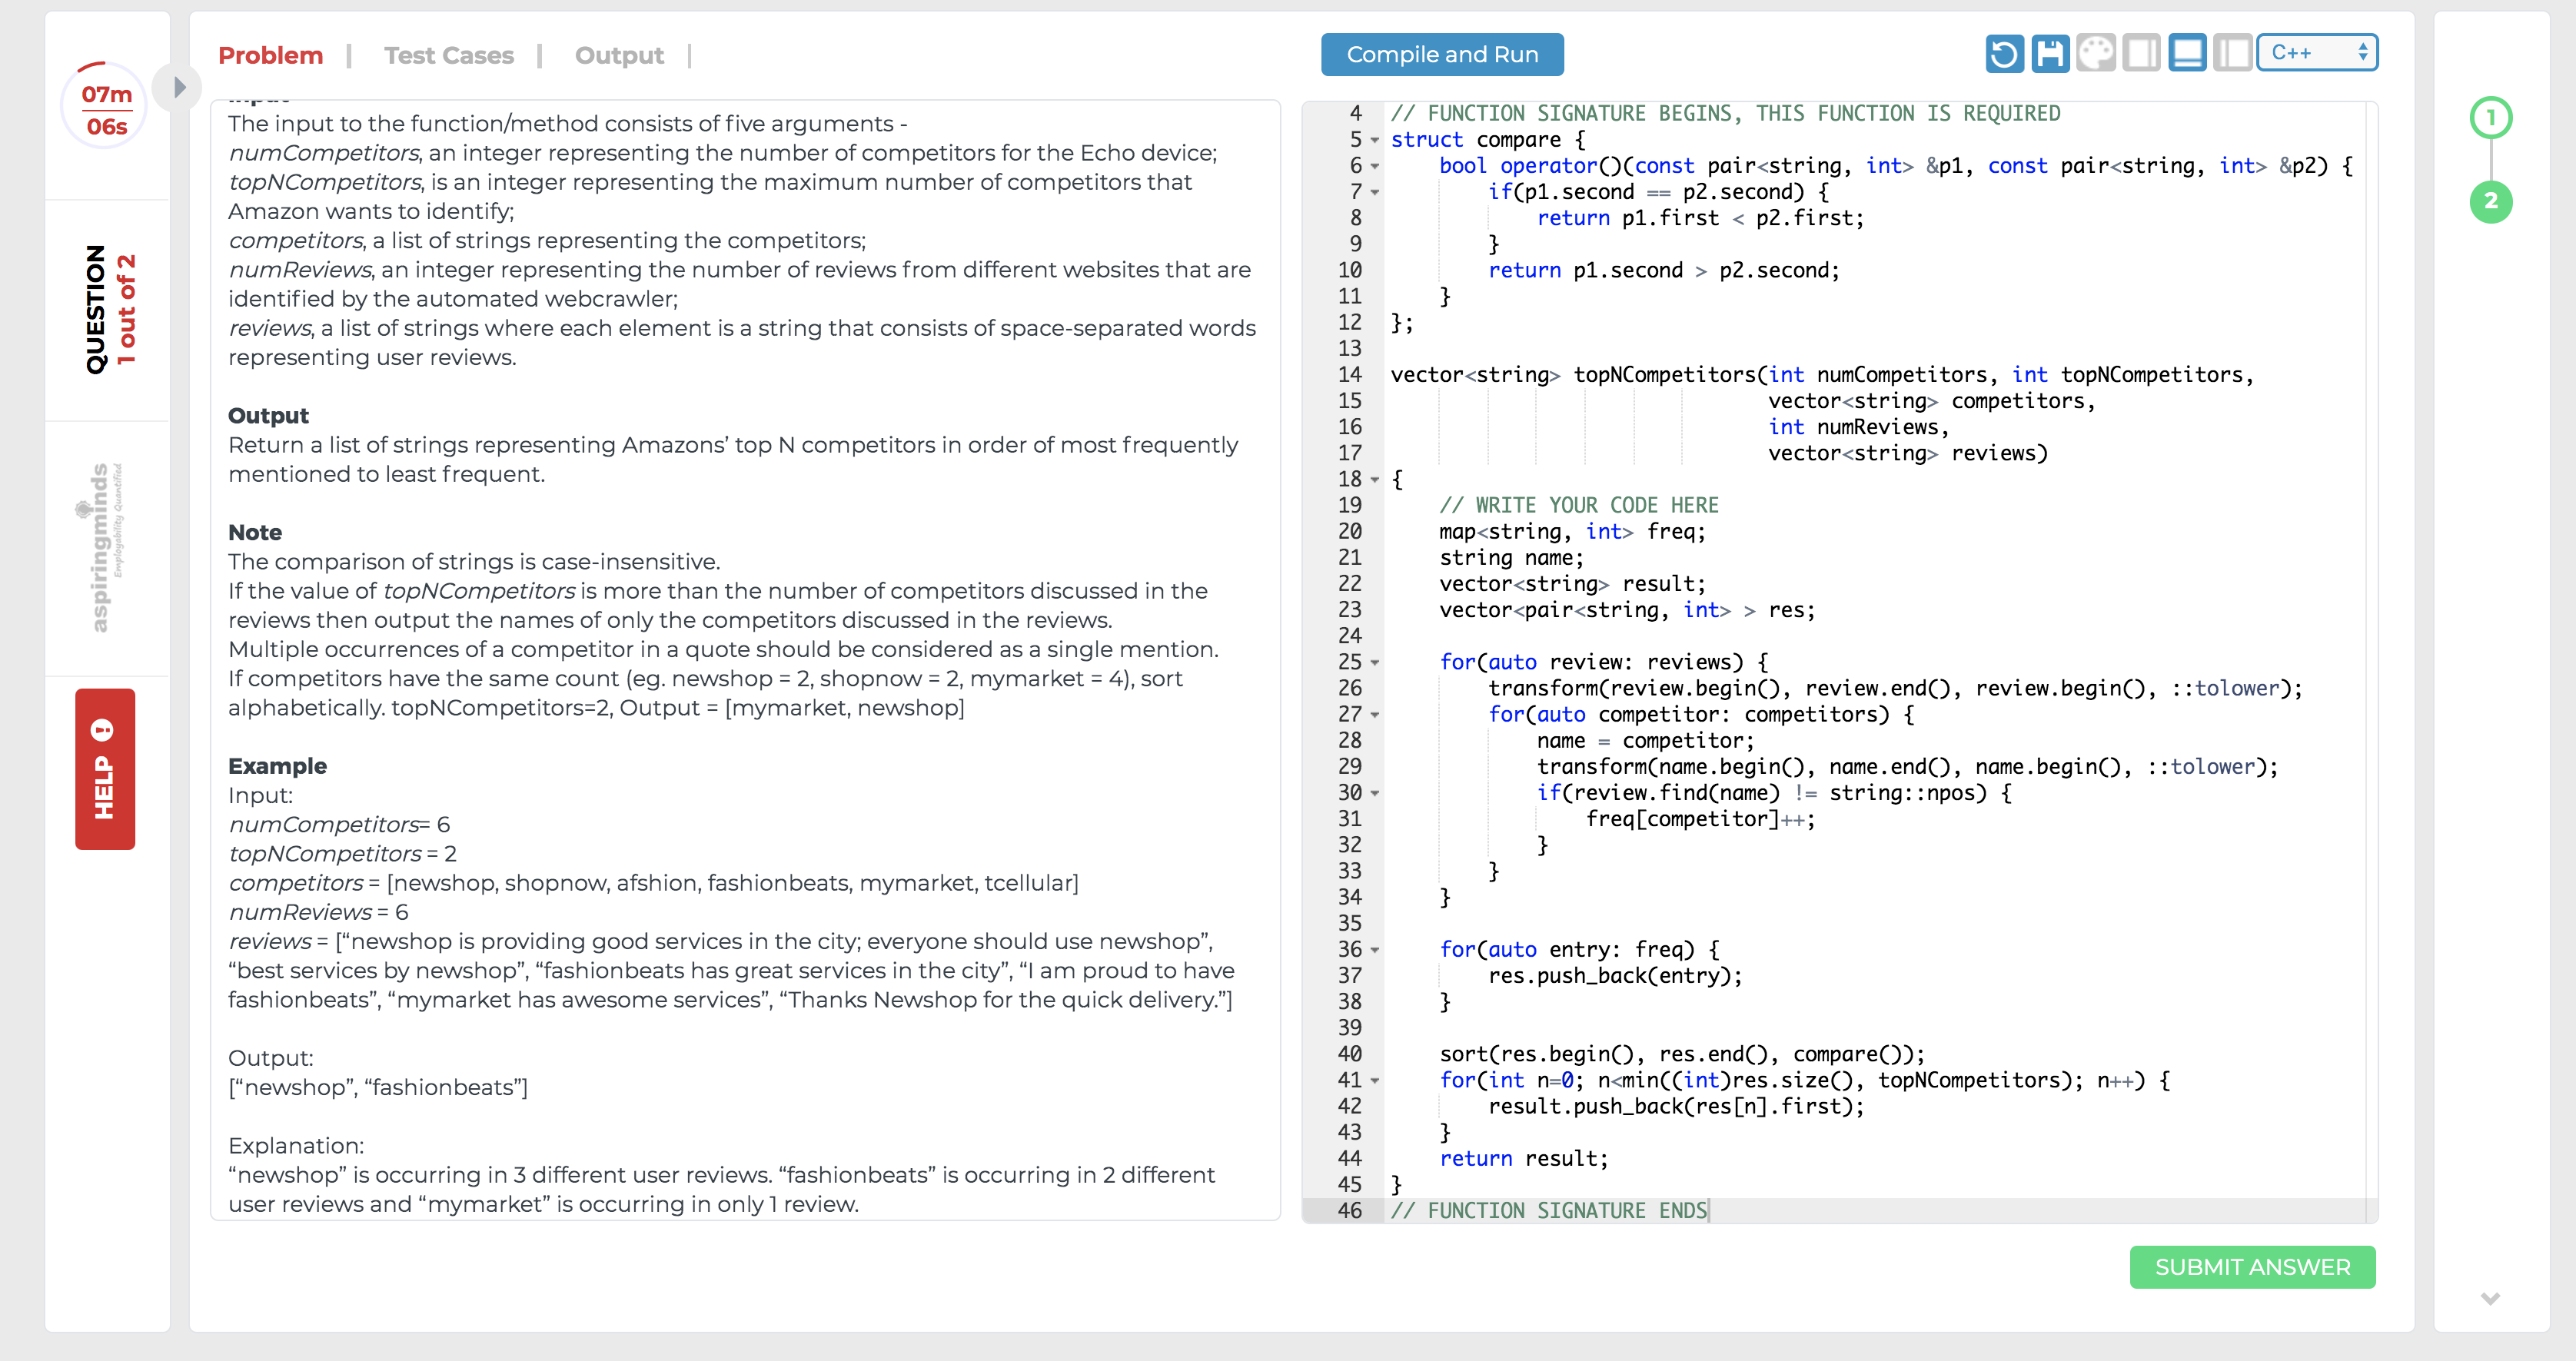 07m
06s
QUESTION
1 out of 2
aspiringminds
Employability Quantified
HELP
Problem | Test Cases | Output |
The input to the function/method consists of five arguments -
numCompetitors, an integer representing the number of competitors for the Echo device;
topNCompetitors, is an integer representing the maximum number of competitors that
Amazon wants to identify;
competitors, a list of strings representing the competitors;
numReviews, an integer representing the number of reviews from different websites that are
identified by the automated webcrawler;
reviews, a list of strings where each element is a string that consists of space-separated words
representing user reviews.
Output
Return a list of strings representing Amazons’ top N competitors in order of most frequently
mentioned to least frequent.
Note
The comparison of strings is case-insensitive.
If the value of topNCompetitors is more than the number of competitors discussed in the
reviews then output the names of only the competitors discussed in the reviews.
Multiple occurrences of a competitor in a quote should be considered as a single mention.
If competitors have the same count (eg. newshop = 2, shopnow = 2, mymarket = 4), sort
alphabetically. topNCompetitors=2, Output = [mymarket, newshop]
Example
Input:
numCompetitors= 6
topNCompetitors = 2
competitors = [newshop, shopnow, afshion, fashionbeats, mymarket, tcellular]
numReviews = 6
reviews = [“newshop is providing good services in the city; everyone should use newshop”,
“best services by newshop”, “fashionbeats has great services in the city”, “I am proud to have
fashionbeats”, “mymarket has awesome services”, “Thanks Newshop for the quick delivery.”]
Output:
[“newshop”, “fashionbeats”]
Explanation:
“newshop” is occurring in 3 different user reviews. “fashionbeats” is occurring in 2 different
user reviews and “mymarket” is occurring in only 1 review.
Compile and Run
C++
4 // FUNCTION SIGNATURE BEGINS, THIS FUNCTION IS REQUIRED
5 struct compare {
6     bool operator()(const pair<string, int> &p1, const pair<string, int> &p2) {
7         if(p1.second == p2.second) {
8             return p1.first < p2.first;
9         }
10         return p1.second > p2.second;
11     }
12 };
13
14 vector<string> topNCompetitors(int numCompetitors, int topNCompetitors,
15                                vector<string> competitors,
16                                int numReviews,
17                                vector<string> reviews)
18 {
19     // WRITE YOUR CODE HERE
20     map<string, int> freq;
21     string name;
22     vector<string> result;
23     vector<pair<string, int> > res;
24
25     for(auto review: reviews) {
26         transform(review.begin(), review.end(), review.begin(), ::tolower);
27         for(auto competitor: competitors) {
28             name = competitor;
29             transform(name.begin(), name.end(), name.begin(), ::tolower);
30             if(review.find(name) != string::npos) {
31                 freq[competitor]++;
32             }
33         }
34     }
35
36     for(auto entry: freq) {
37         res.push_back(entry);
38     }
39
40     sort(res.begin(), res.end(), compare());
41     for(int n=0; n<min((int)res.size(), topNCompetitors); n++) {
42         result.push_back(res[n].first);
43     }
44     return result;
45 }
46 // FUNCTION SIGNATURE ENDS
SUBMIT ANSWER
1
2